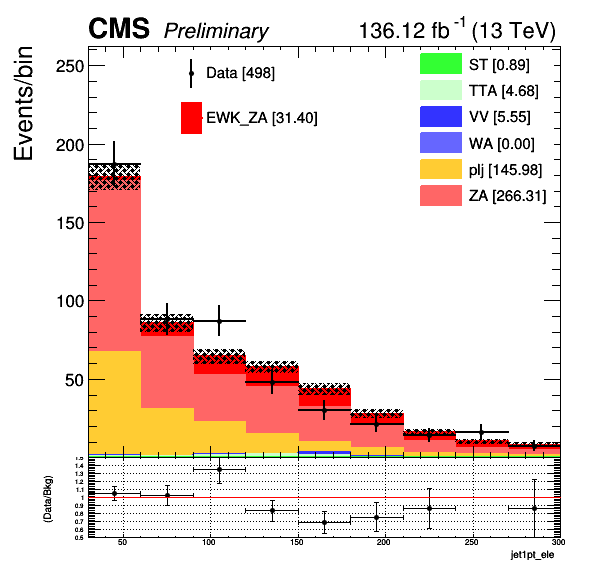 CMS Preliminary 136.12 fb⁻¹ (13 TeV)
Events/bin
250
200
150
100
50
Data [498]
EWK_ZA [31.40]
ST [0.89]
TTA [4.68]
VV [5.55]
WA [0.00]
plj [145.98]
ZA [266.31]
(Data/Bkg)
1.5
1.4
1.3
1.2
1.1
1
0.9
0.8
0.7
0.6
0.5
50 100 150 200 250 300
jet1pt_ele